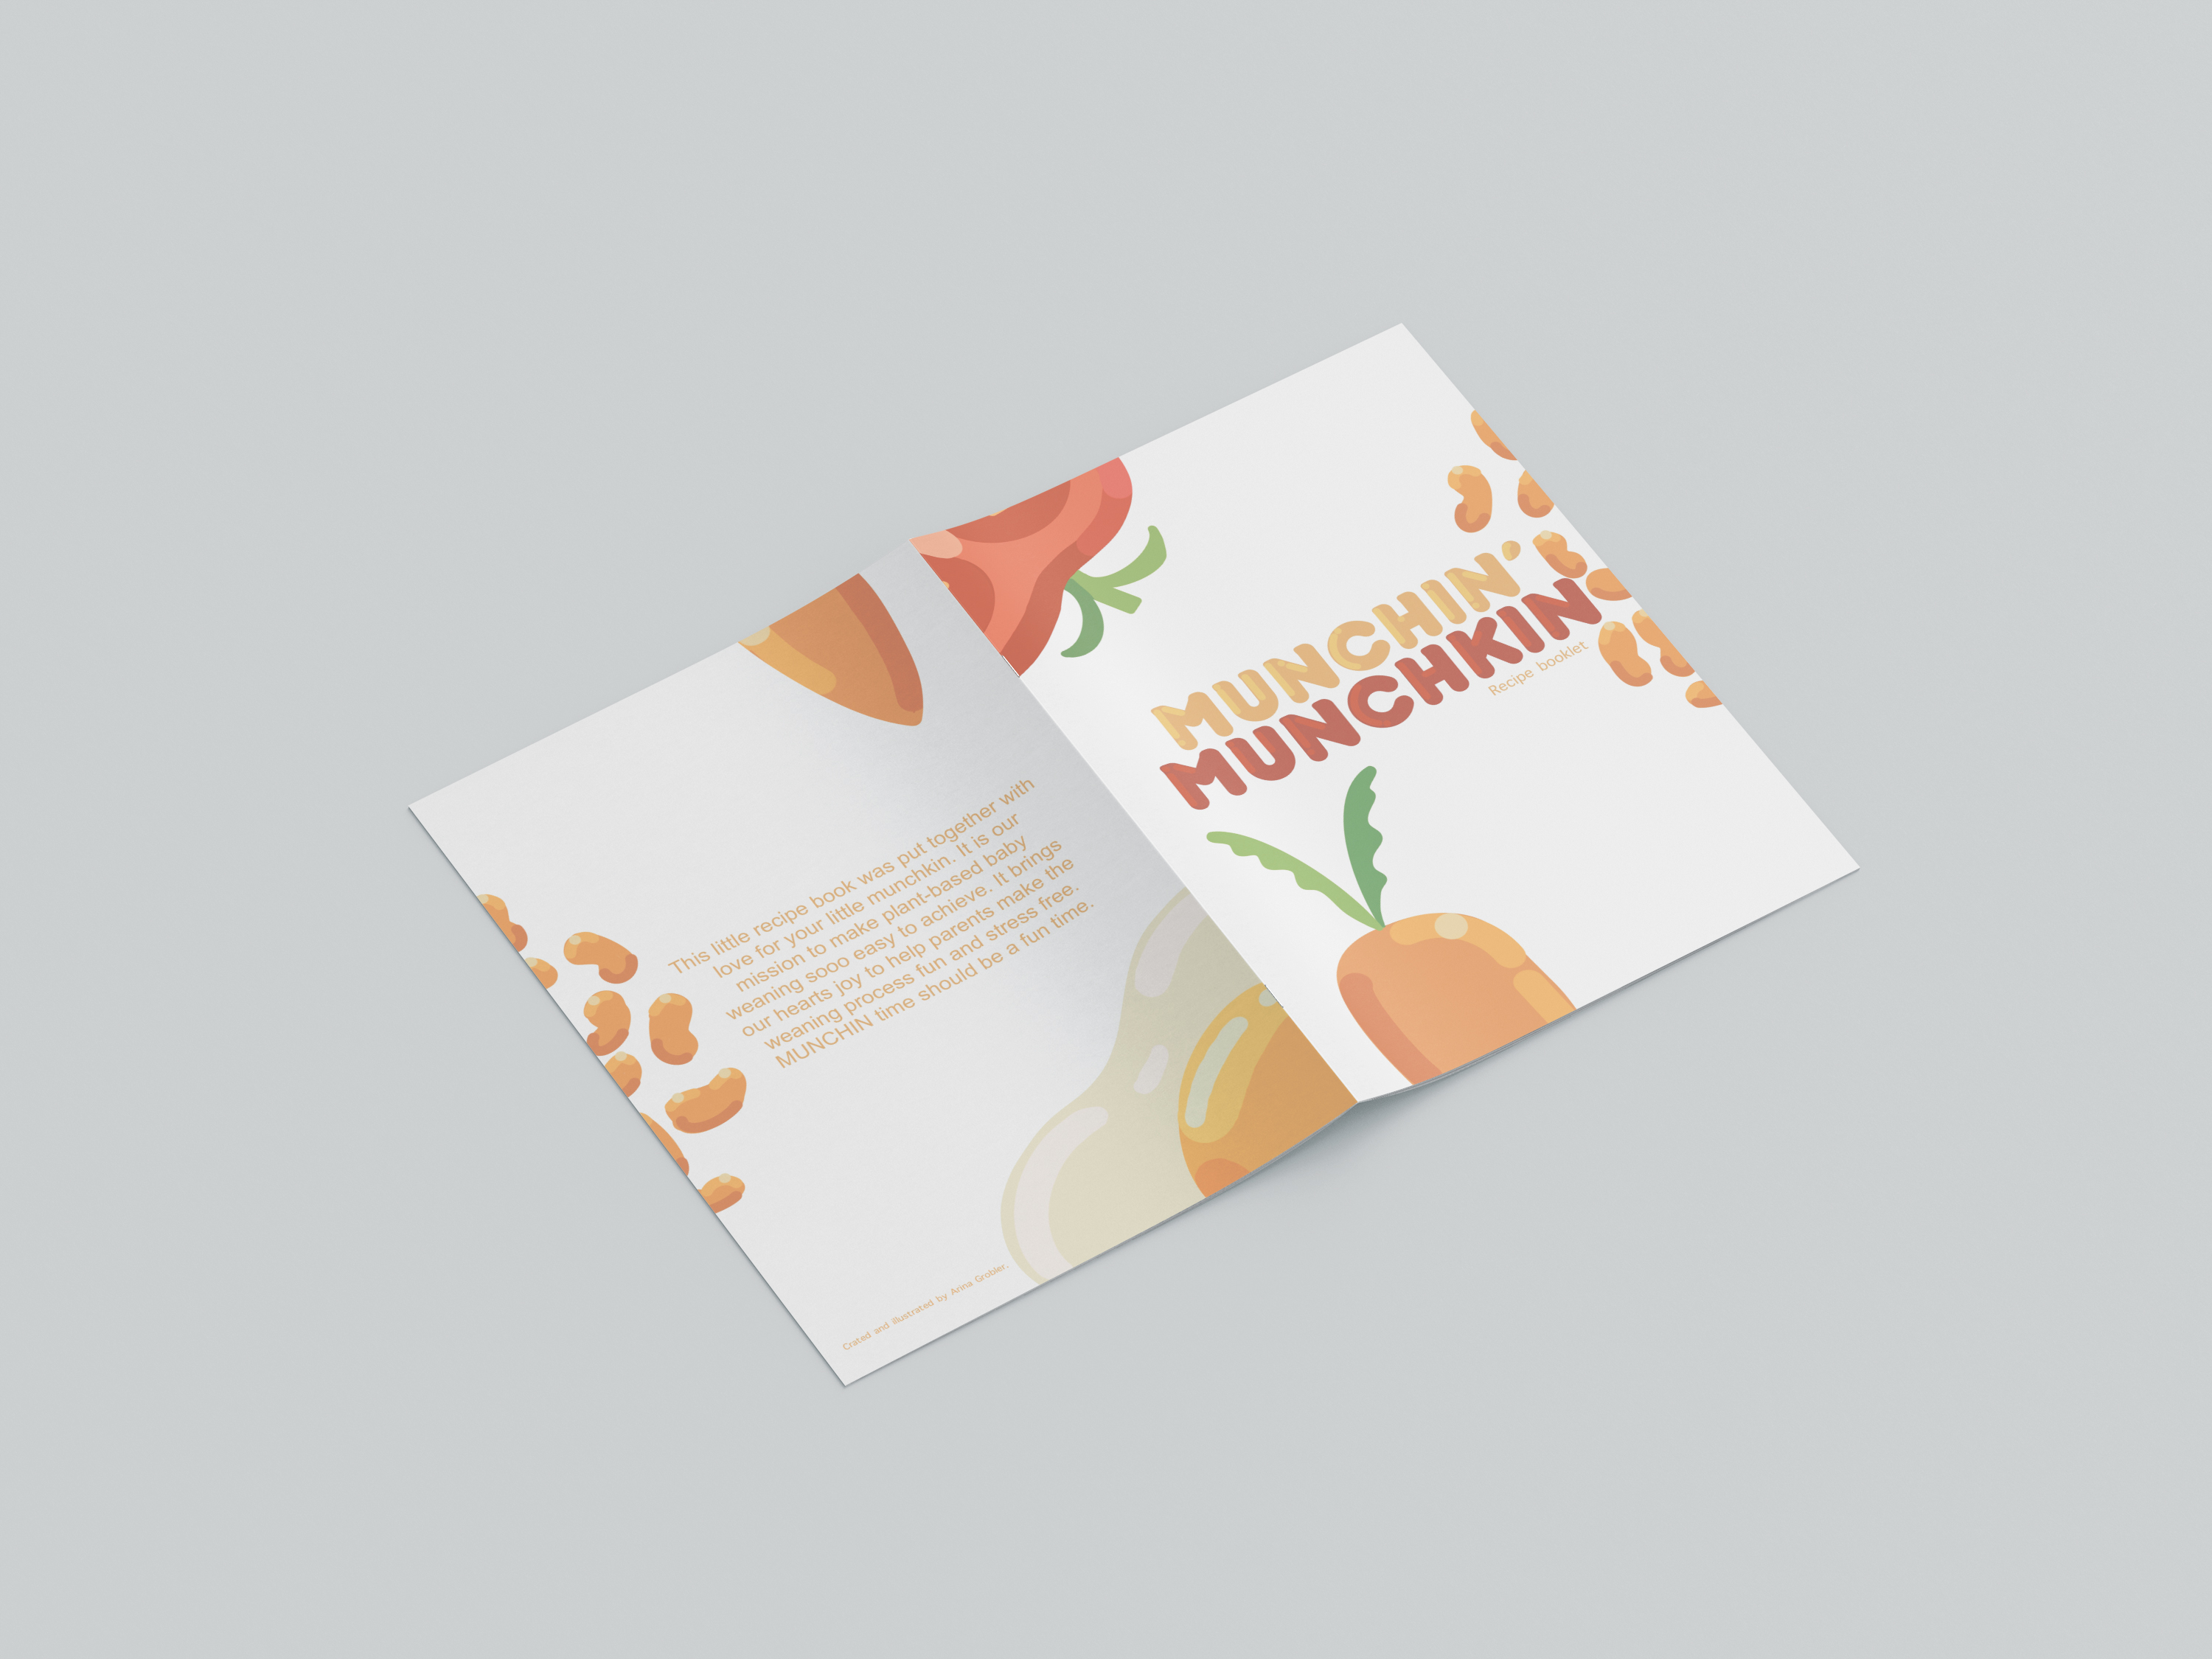 MUNCHIN'
MUNCHKIN
Recipe booklet
This little recipe book was put together with
love for your little munchkin. It is our
mission to make plant-based baby
weaning sooo easy to achieve. It brings
our hearts joy to help parents make the
weaning process fun and stress free.
MUNCHIN time should be a fun time.
Crated and illustrated by Arina Grobler.